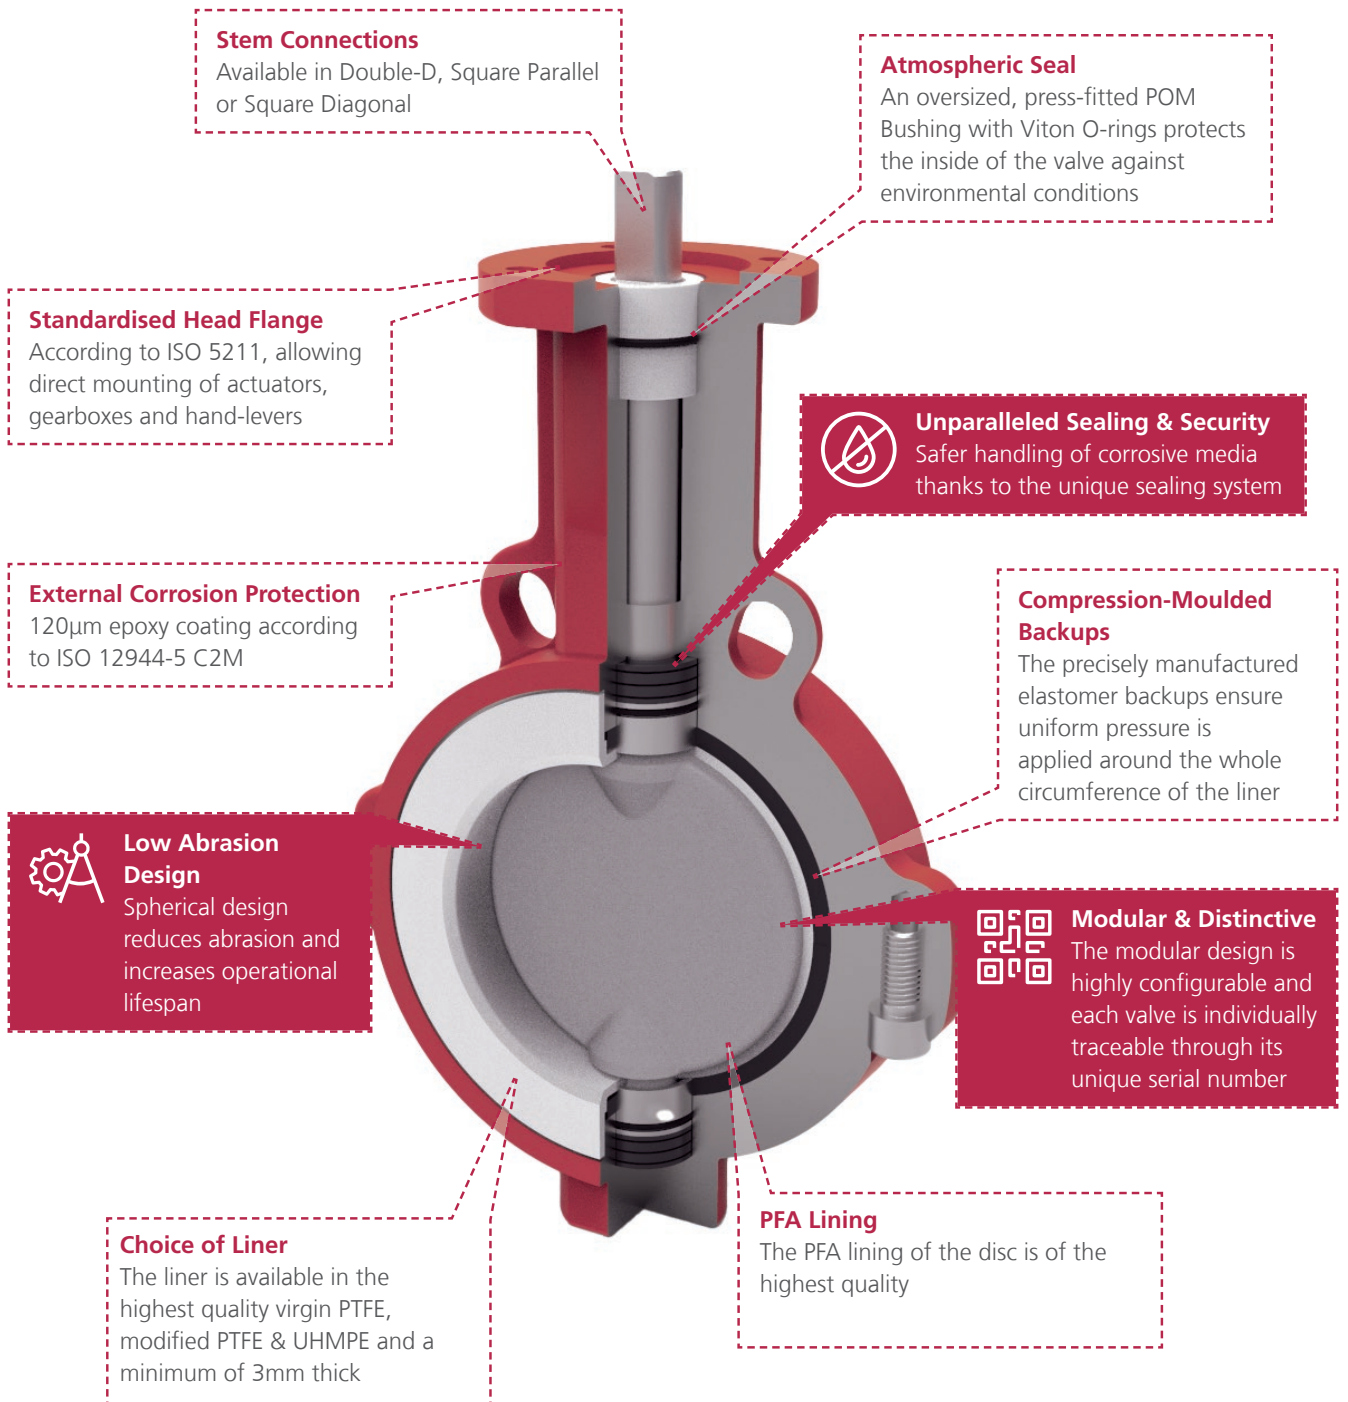 Stem Connections
Available in Double-D, Square Parallel
or Square Diagonal
Atmospheric Seal
An oversized, press-fitted POM
Bushing with Viton O-rings protects
the inside of the valve against
environmental conditions
Standardised Head Flange
According to ISO 5211, allowing
direct mounting of actuators,
gearboxes and hand-levers
Unparalleled Sealing & Security
Safer handling of corrosive media
thanks to the unique sealing system
External Corrosion Protection
120µm epoxy coating according
to ISO 12944-5 C2M
Compression-Moulded
Backups
The precisely manufactured
elastomer backups ensure
uniform pressure is
applied around the whole
circumference of the liner
Low Abrasion
Design
Spherical design
reduces abrasion and
increases operational
lifespan
Modular & Distinctive
The modular design is
highly configurable and
each valve is individually
traceable through its
unique serial number
PFA Lining
The PFA lining of the disc is of the
highest quality
Choice of Liner
The liner is available in the
highest quality virgin PTFE,
modified PTFE & UHMPE and a
minimum of 3mm thick